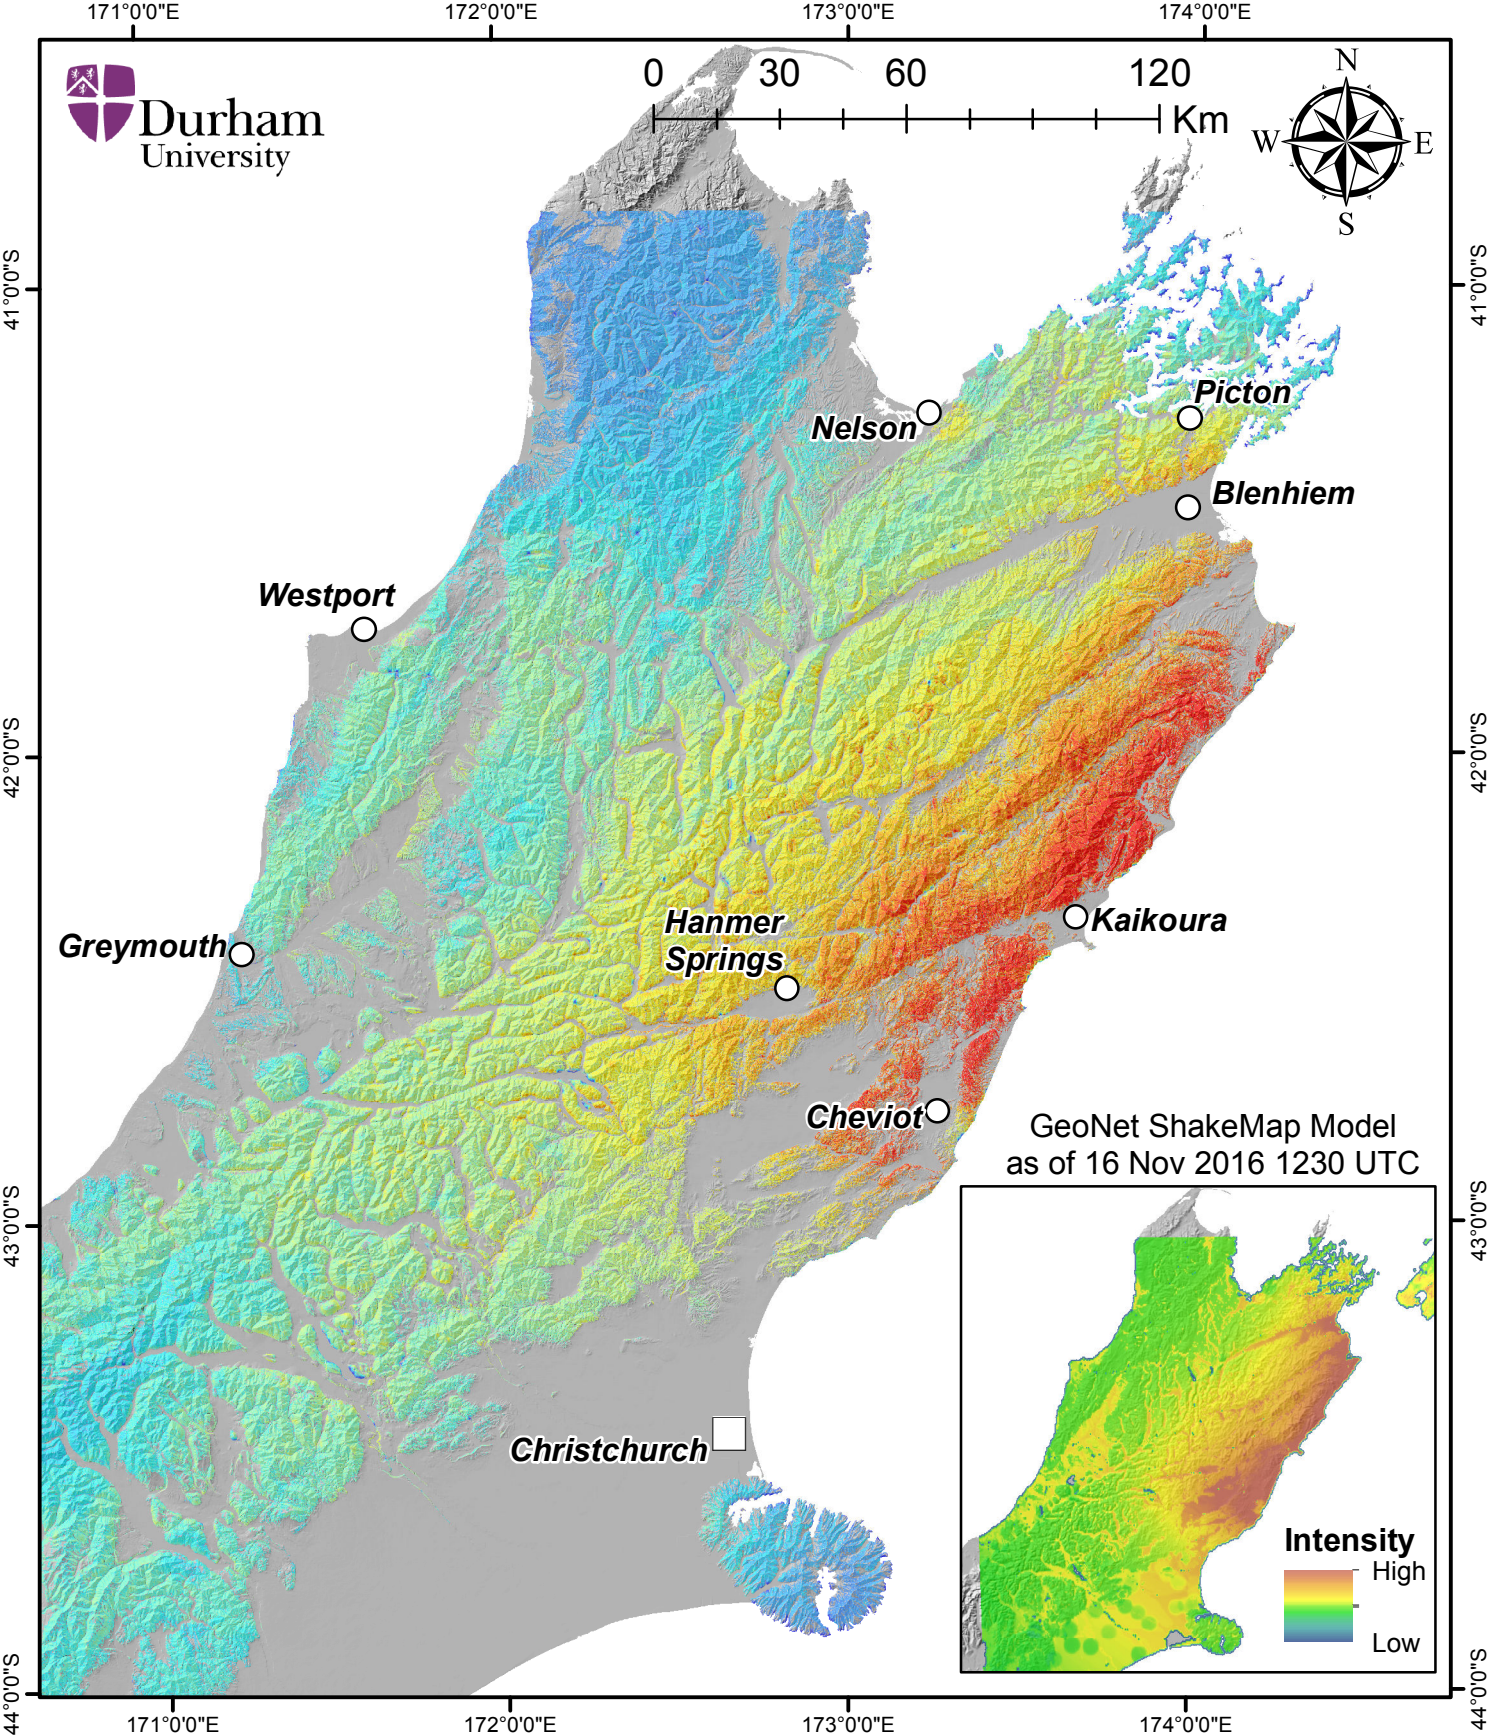 171°0'0"E
172°0'0"E
173°0'0"E
174°0'0"E
Durham
University
0 30 60 120
Km
N
W
E
S
41°0'0"S
41°0'0"S
Picton
Nelson
Blenhiem
Westport
42°0'0"S
42°0'0"S
Hanmer
Springs
Kaikoura
Greymouth
Cheviot
GeoNet ShakeMap Model
as of 16 Nov 2016 1230 UTC
43°0'0"S
43°0'0"S
Christchurch
Intensity
High
Low
44°0'0"S
44°0'0"S
171°0'0"E
172°0'0"E
173°0'0"E
174°0'0"E